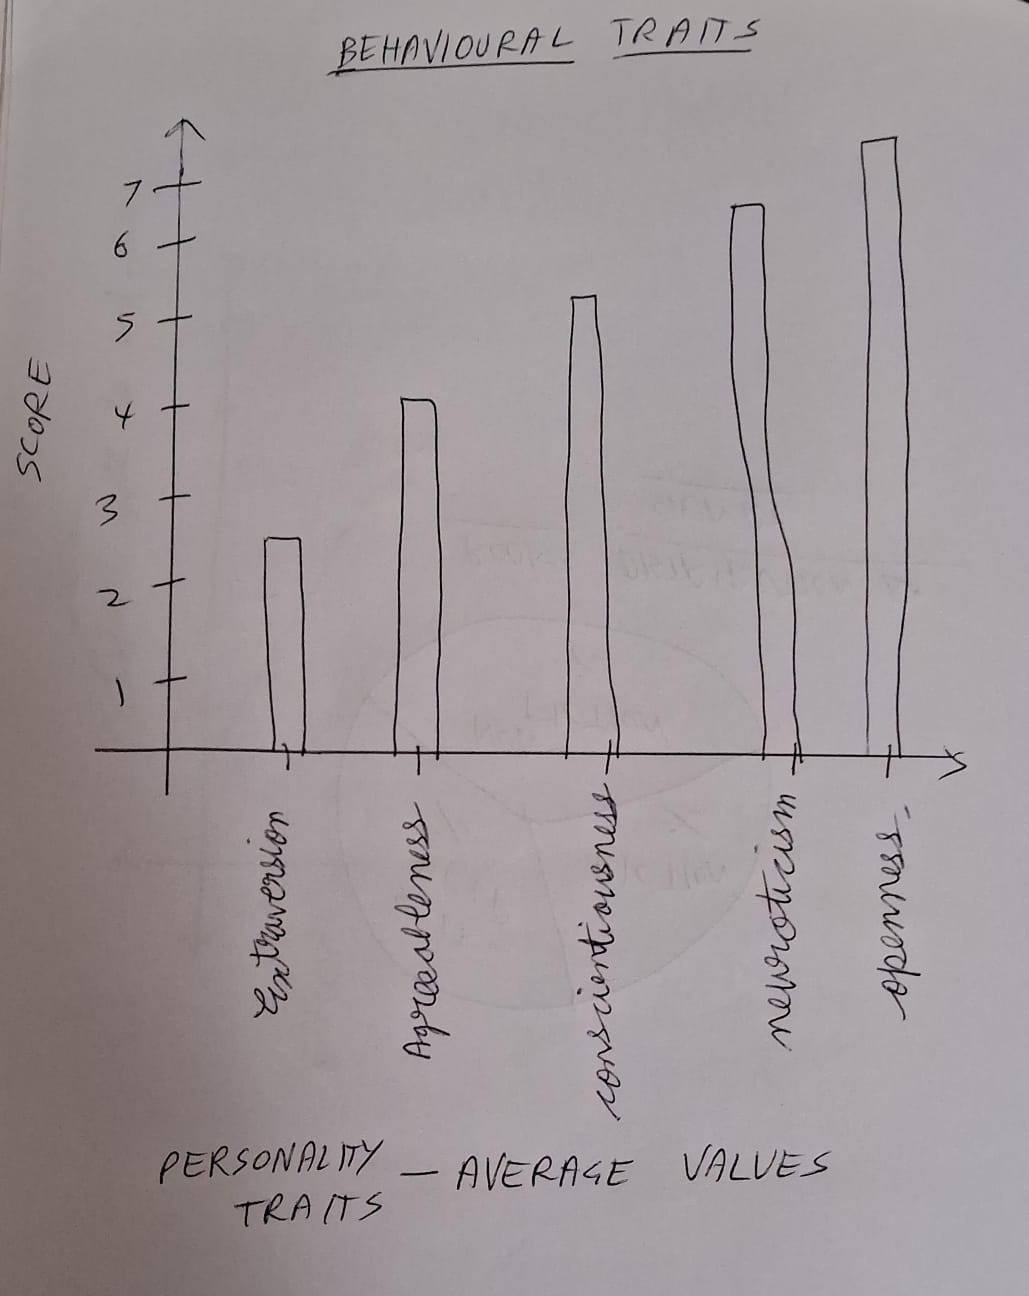 BEHAVIOURAL TRAITS
7
6
5
4
3
2
1
SCORE
Extraversion
Agreeableness
conscientiousness
neuroticism
openness.
PERSONALITY TRAITS — AVERAGE VALUES